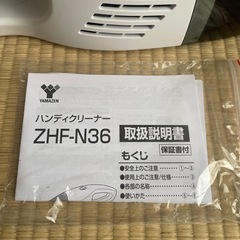 YAMAZEN
ハンディクリーナー
ZHF-N36
取扱説明書
保証書付
もくじ
●安全上のご注意
●使用上のご注意/仕様
●各部の名称
●使いかた